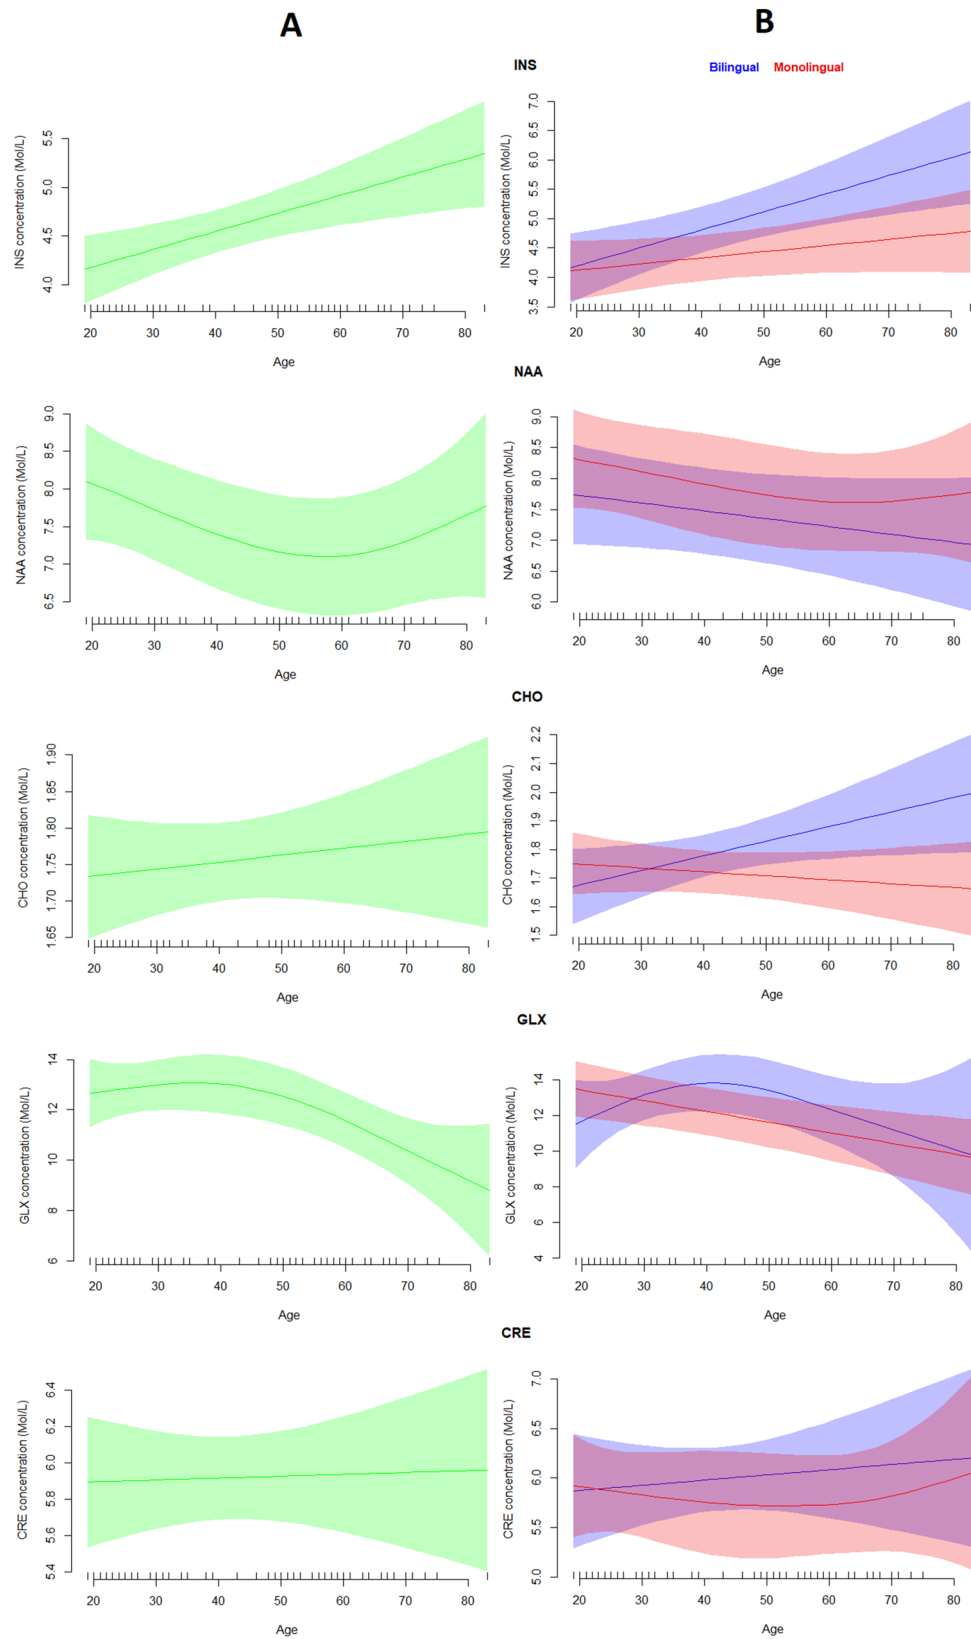 A B
INS
Bilingual Monolingual
INS concentration (Mol/L)
4.0 4.5 5.0 5.5
20 30 40 50 60 70 80
Age
INS concentration (Mol/L)
3.5 4.0 4.5 5.0 5.5 6.0 6.5 7.0
20 30 40 50 60 70 80
Age
NAA
NAA concentration (Mol/L)
6.5 7.0 7.5 8.0 8.5 9.0
20 30 40 50 60 70 80
Age
NAA concentration (Mol/L)
6.0 6.5 7.0 7.5 8.0 8.5 9.0
20 30 40 50 60 70 80
Age
CHO
CHO concentration (Mol/L)
1.65 1.70 1.75 1.80 1.85 1.90
20 30 40 50 60 70 80
Age
CHO concentration (Mol/L)
1.5 1.6 1.7 1.8 1.9 2.0 2.1 2.2
20 30 40 50 60 70 80
Age
GLX
GLX concentration (Mol/L)
6 8 10 12 14
20 30 40 50 60 70 80
Age
GLX concentration (Mol/L)
4 6 8 10 12 14
20 30 40 50 60 70 80
Age
CRE
CRE concentration (Mol/L)
5.4 5.6 5.8 6.0 6.2 6.4
20 30 40 50 60 70 80
Age
CRE concentration (Mol/L)
5.0 5.5 6.0 6.5 7.0
20 30 40 50 60 70 80
Age